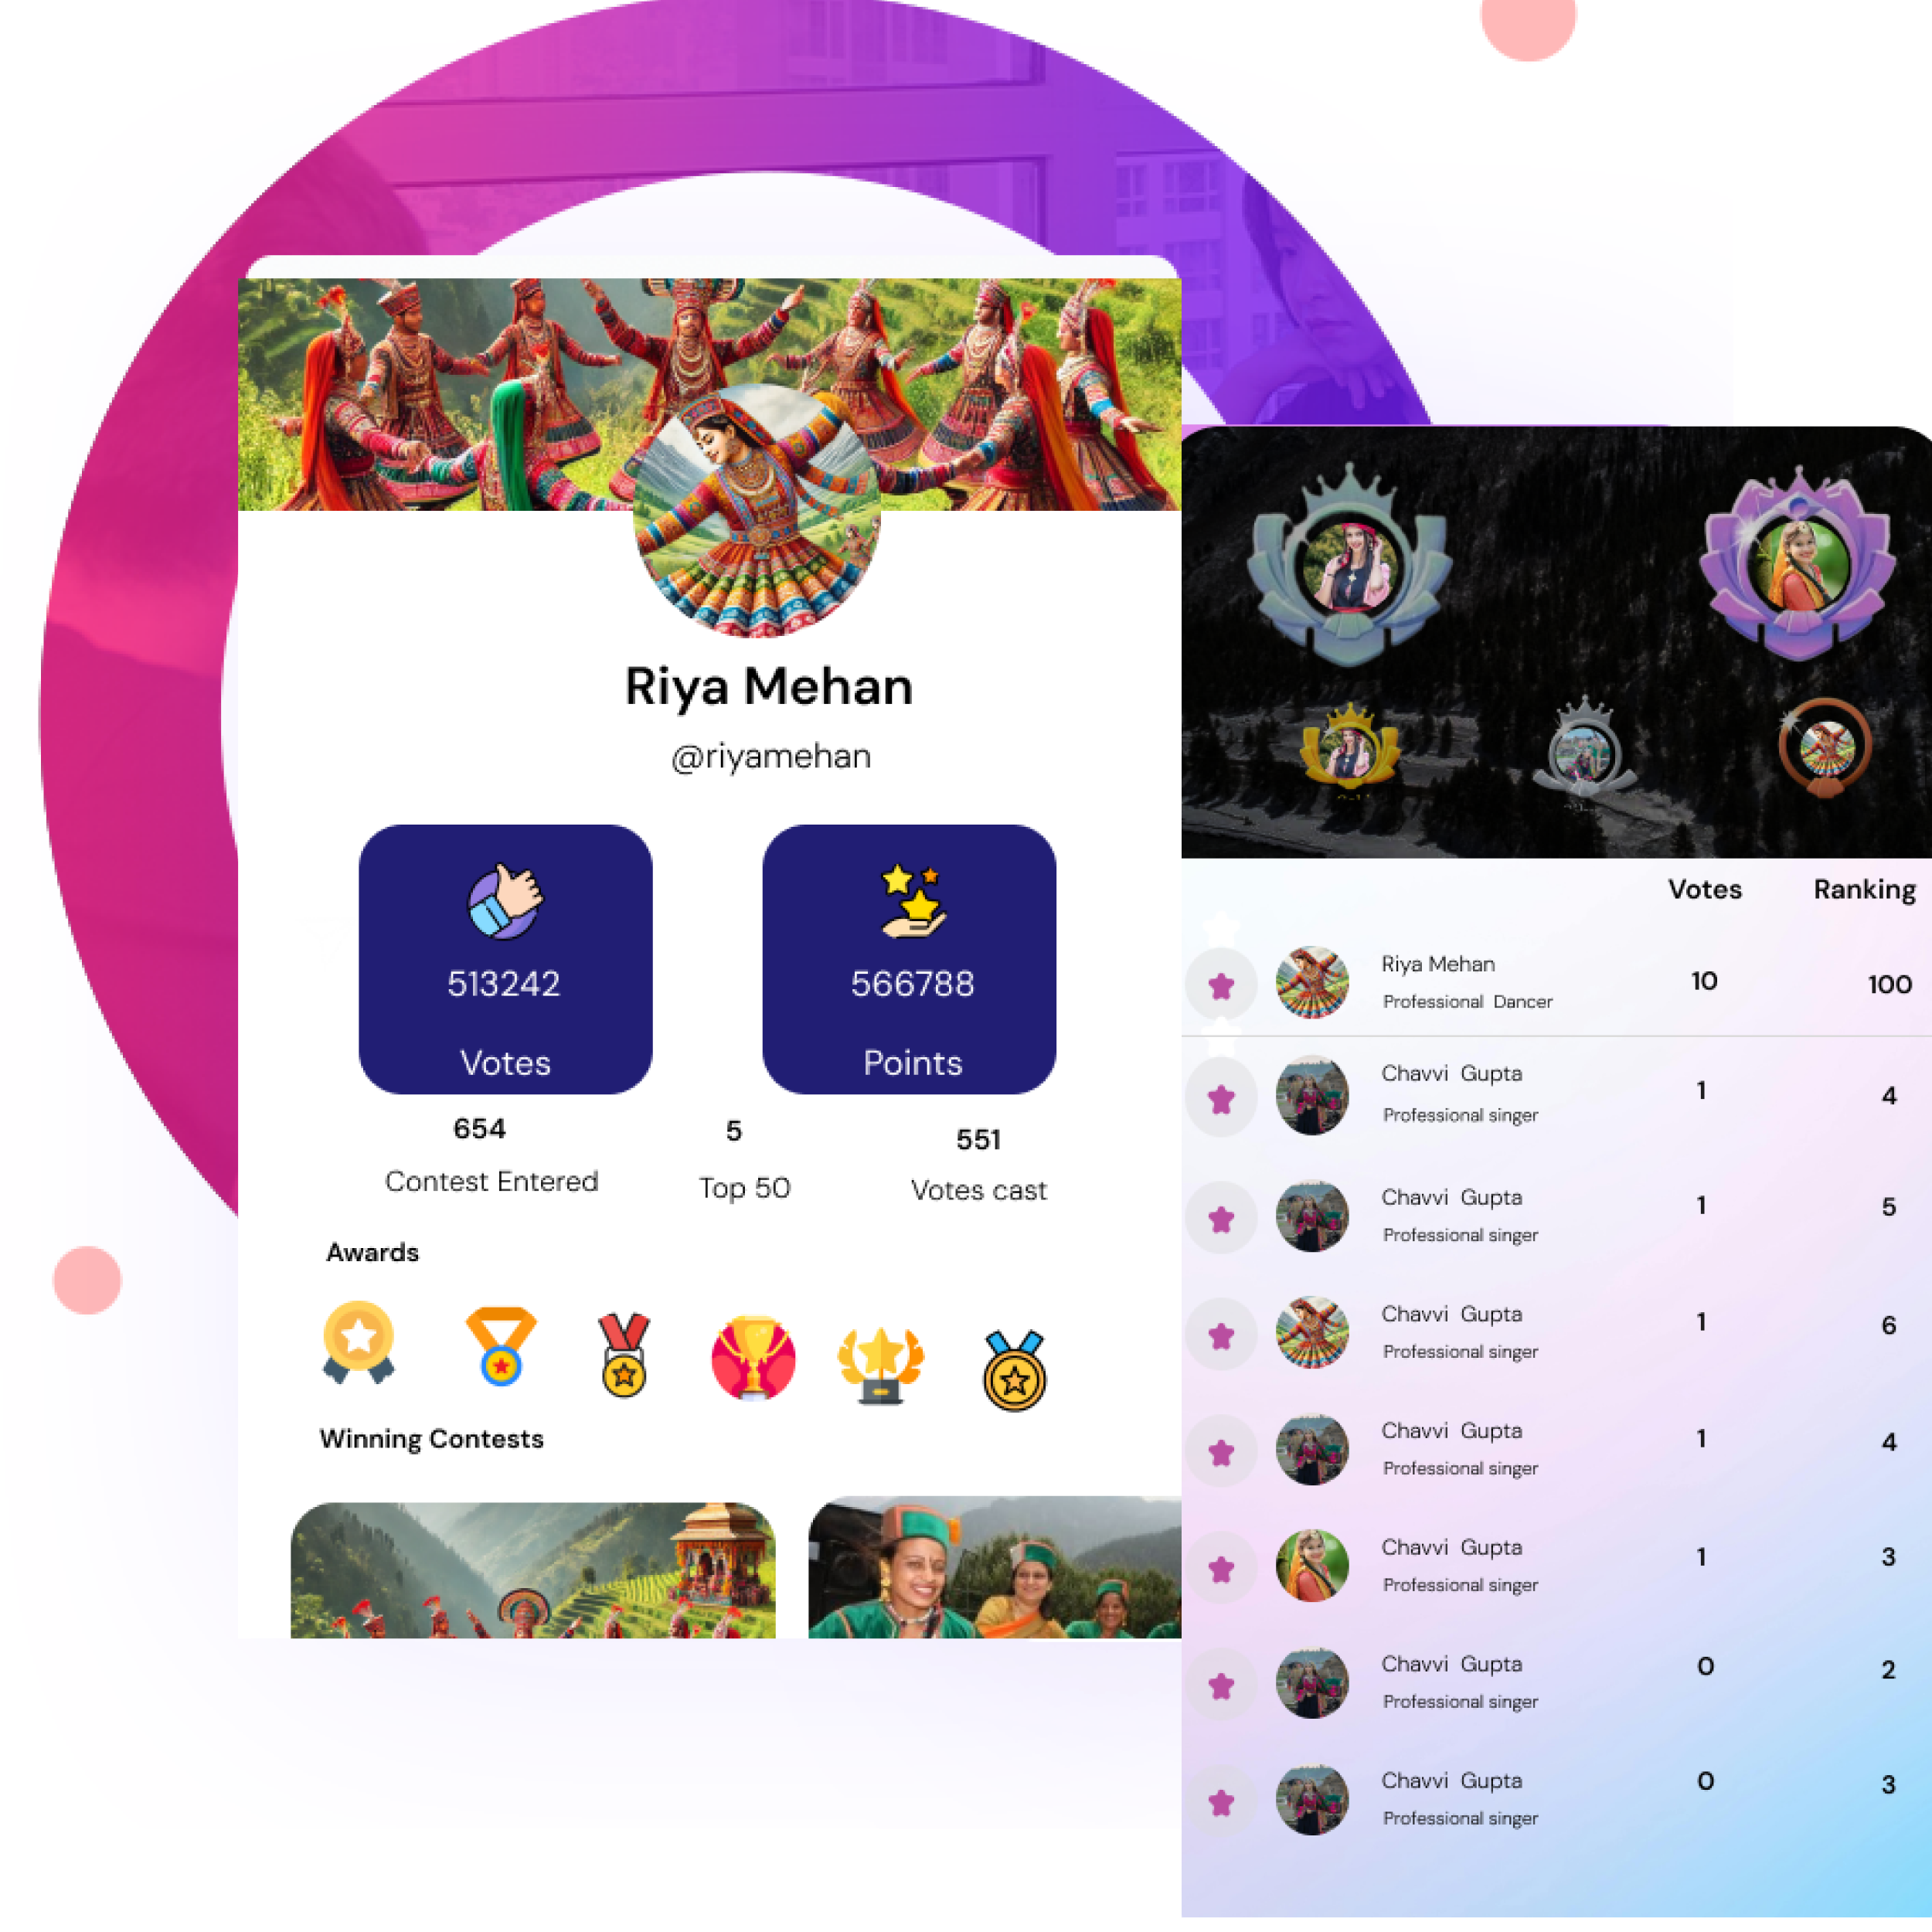 Riya Mehan
@riyamehan
513242
Votes
566788
Points
654
Contest Entered
5
Top 50
551
Votes cast
Awards
Winning Contests
Votes Ranking
Riya Mehan
Professional Dancer
10 100
Chavvi Gupta
Professional singer
1 4
Chavvi Gupta
Professional singer
1 5
Chavvi Gupta
Professional singer
1 6
Chavvi Gupta
Professional singer
1 4
Chavvi Gupta
Professional singer
1 3
Chavvi Gupta
Professional singer
0 2
Chavvi Gupta
Professional singer
0 3